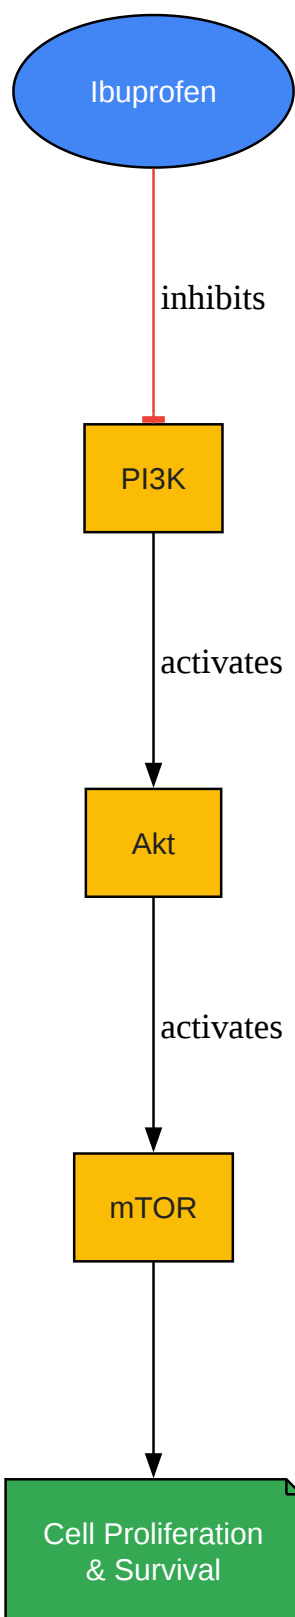 Ibuprofen
inhibits
PI3K
activates
Akt
activates
mTOR
Cell Proliferation
& Survival